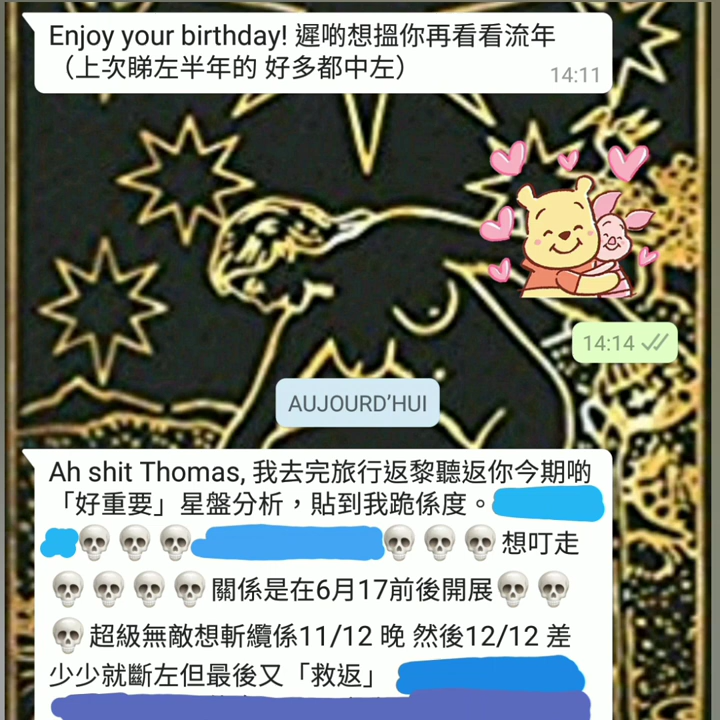 Enjoy your birthday! 遲啲想搵你再看看流年
（上次睇左半年的 好多都中左）
14:11
14:14
AUJOURD'HUI
Ah shit Thomas, 我去完旅行返黎聽返你今期啲
「好重要」星盤分析，貼到我跪係度。
💀💀💀 💀💀💀 想叮走
💀💀💀💀 關係是在6月17前後開展💀💀
💀 超級無敵想斬纜係11/12 晚 然後12/12 差
少少就斷左但最後又「救返」